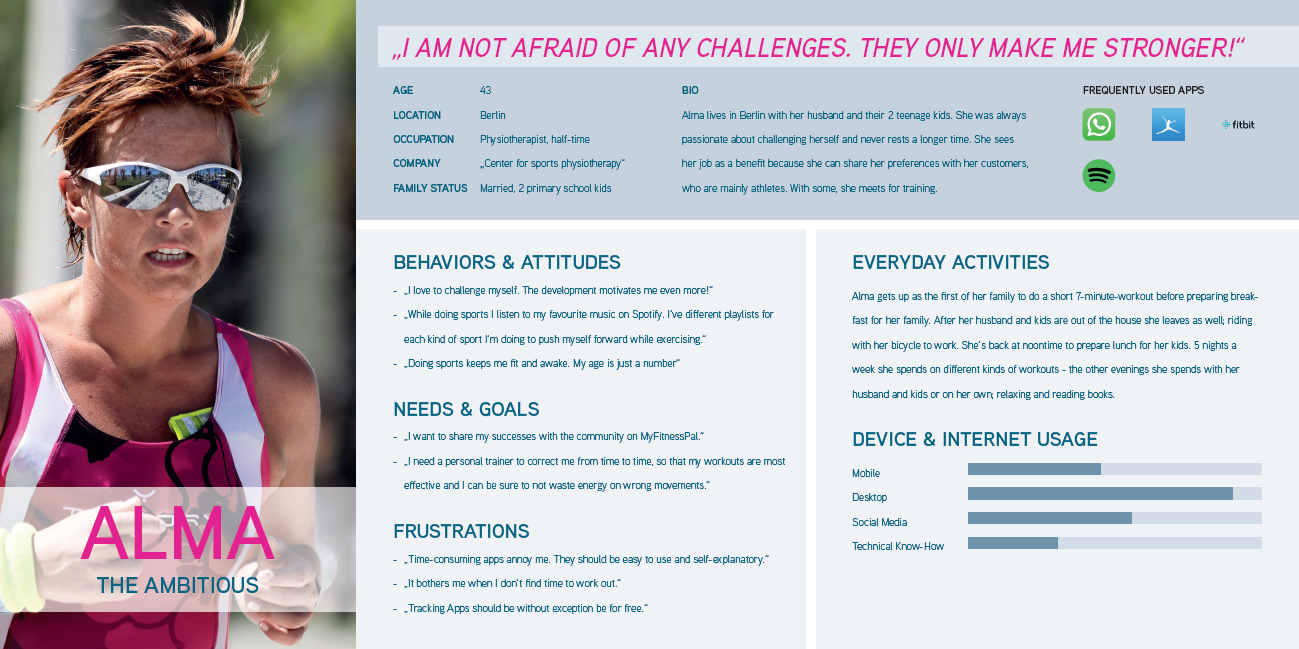 „I AM NOT AFRAID OF ANY CHALLENGES. THEY ONLY MAKE ME STRONGER!“
AGE 43
LOCATION Berlin
OCCUPATION Physiotherapist, half-time
COMPANY „Center for sports physiotherapy“
FAMILY STATUS Married, 2 primary school kids
BIO
Alma lives in Berlin with her husband and their 2 teenage kids. She was always
passionate about challenging herself and never rests a longer time. She sees
her job as a benefit because she can share her preferences with her customers,
who are mainly athletes. With some, she meets for training.
FREQUENTLY USED APPS
fitbit
BEHAVIORS & ATTITUDES
- „I love to challenge myself. The development motivates me even more!“
- „While doing sports I listen to my favourite music on Spotify. I've different playlists for
each kind of sport I'm doing to push myself forward while exercising.“
- „Doing sports keeps me fit and awake. My age is just a number“
NEEDS & GOALS
- „I want to share my successes with the community on MyFitnessPal.“
- „I need a personal trainer to correct me from time to time, so that my workouts are most
effective and I can be sure to not waste energy on wrong movements.“
FRUSTRATIONS
- „Time-consuming apps annoy me. They should be easy to use and self-explanatory.“
- „It bothers me when I don't find time to work out.“
- „Tracking Apps should be without exception be for free.“
EVERYDAY ACTIVITIES
Alma gets up as the first of her family to do a short 7-minute-workout before preparing break-
fast for her family. After her husband and kids are out of the house she leaves as well; riding
with her bicycle to work. She's back at noontime to prepare lunch for her kids. 5 nights a
week she spends on different kinds of workouts - the other evenings she spends with her
husband and kids or on her own; relaxing and reading books.
DEVICE & INTERNET USAGE
Mobile
Desktop
Social Media
Technical Know-How
ALMA
THE AMBITIOUS